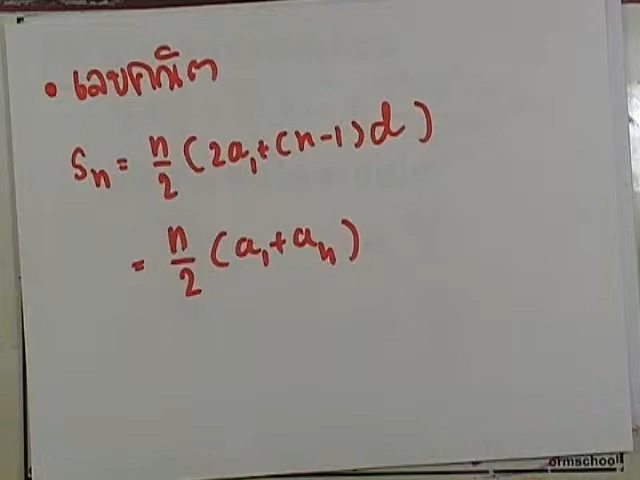 • เลขคณิต
Sn = n/2 (2a1 + (n-1)d)
= n/2 (a1 + an)
ormschool